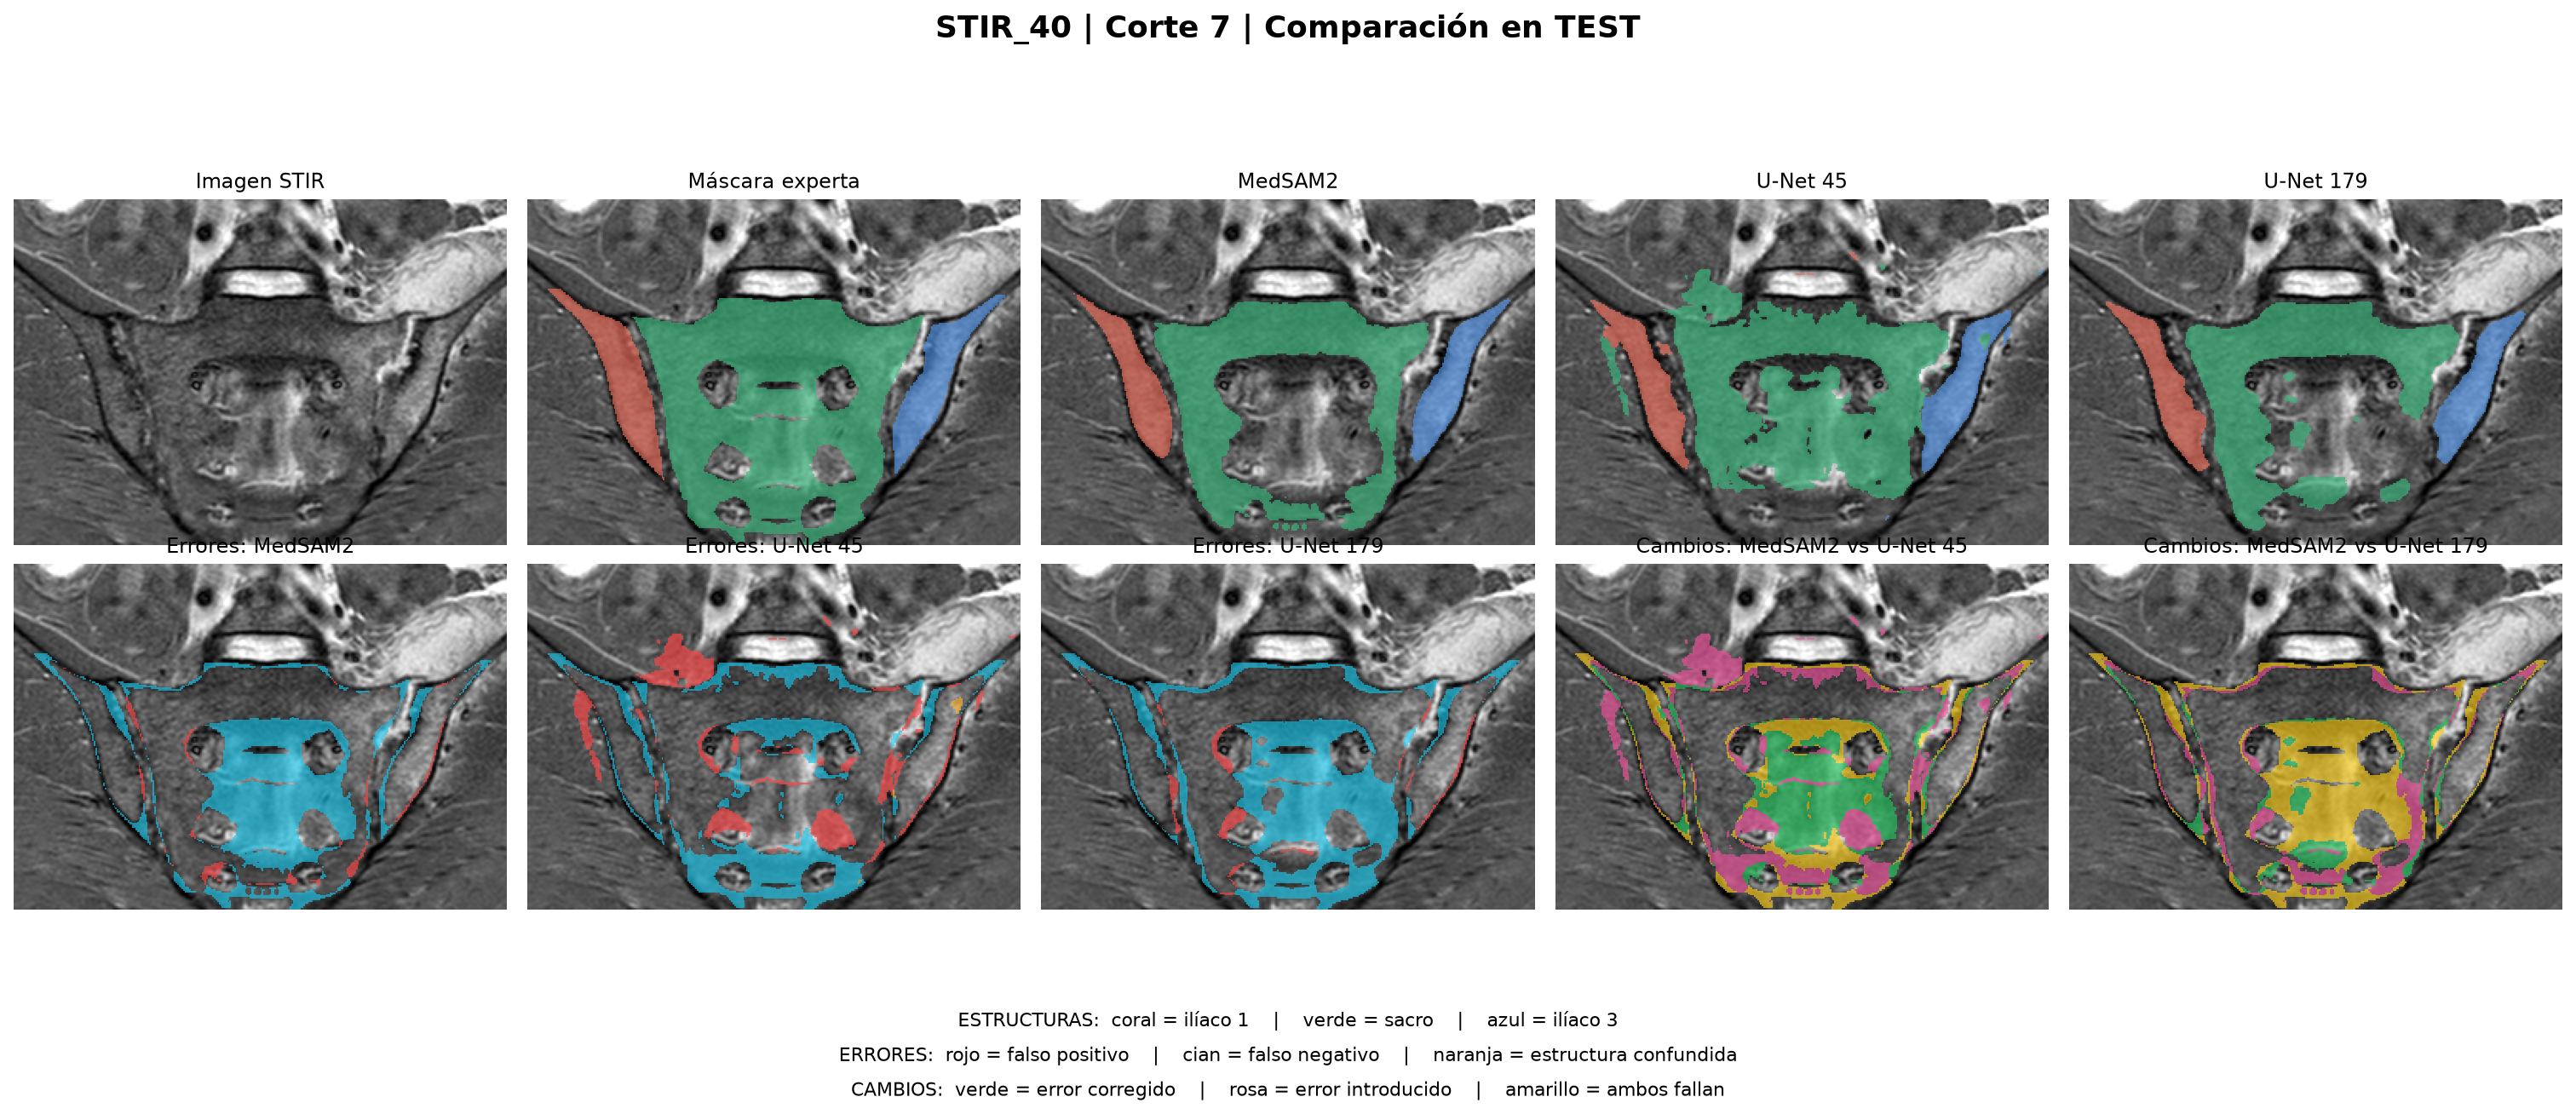 STIR_40 | Corte 7 | Comparación en TEST
Imagen STIR
Máscara experta
MedSAM2
U-Net 45
U-Net 179
Errores: MedSAM2
Errores: U-Net 45
Errores: U-Net 179
Cambios: MedSAM2 vs U-Net 45
Cambios: MedSAM2 vs U-Net 179
ESTRUCTURAS:  coral = ilíaco 1    |    verde = sacro    |    azul = ilíaco 3
ERRORES:  rojo = falso positivo    |    cian = falso negativo    |    naranja = estructura confundida
CAMBIOS:  verde = error corregido    |    rosa = error introducido    |    amarillo = ambos fallan